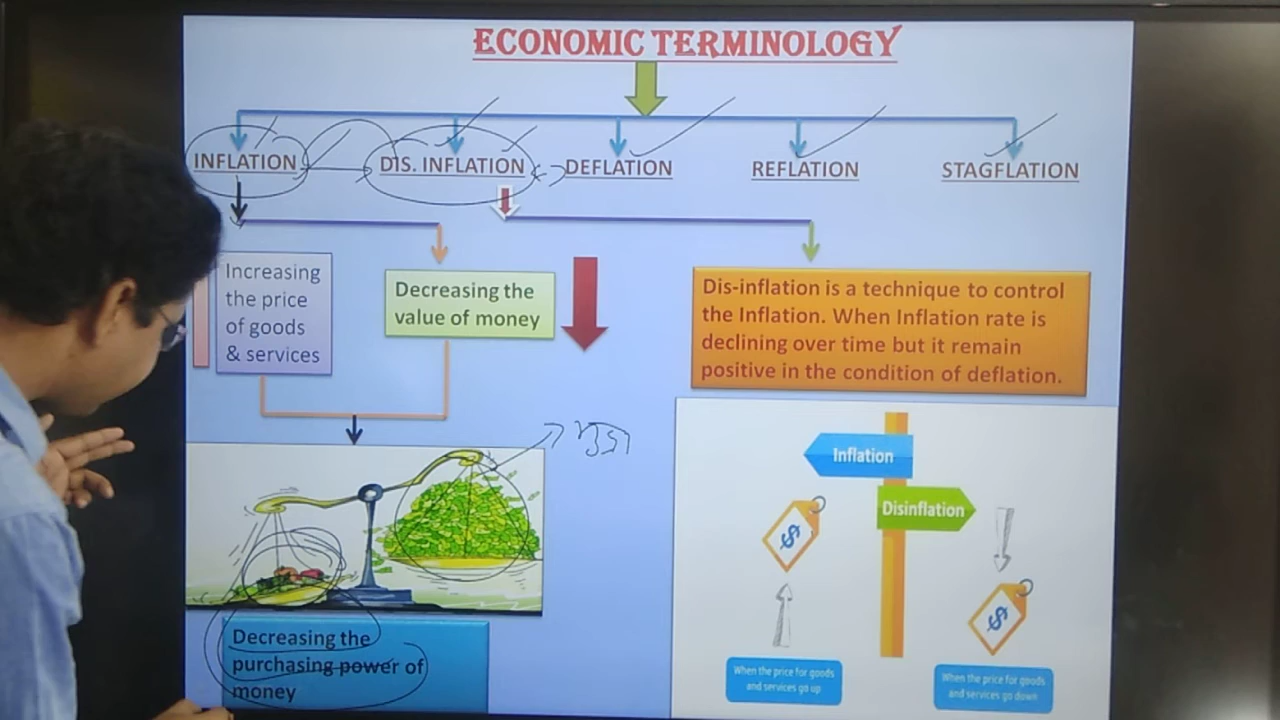 ECONOMIC TERMINOLOGY
INFLATION
DIS. INFLATION
DEFLATION
REFLATION
STAGFLATION
Increasing
the price
of goods
& services
Decreasing the
value of money
Dis-inflation is a technique to control
the Inflation. When Inflation rate is
declining over time but it remain
positive in the condition of deflation.
मुद्रा
Inflation
Disinflation
$
$
Decreasing the
purchasing power of
money
When the price for goods
and services go up
When the price for goods
and services go down